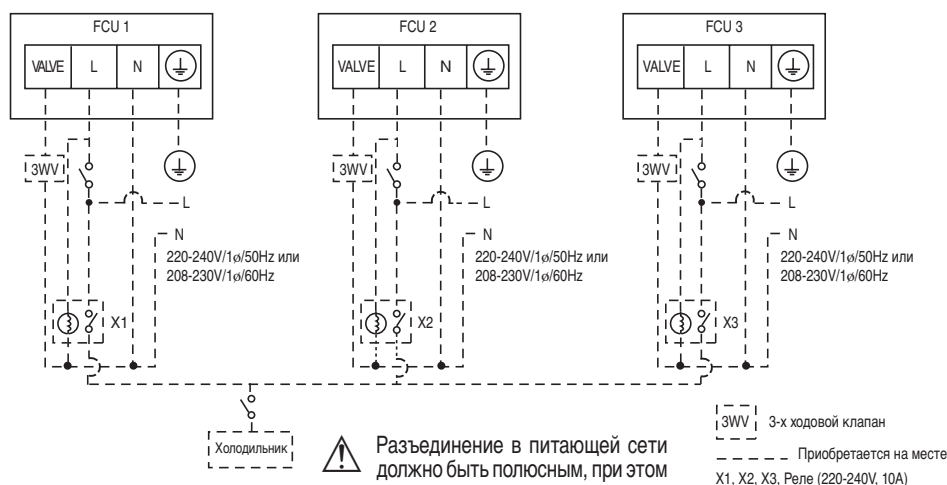 FCU 1
VALVE L N
3WV
L
N
220-240V/1ø/50Hz или
208-230V/1ø/60Hz
X1
FCU 2
VALVE L N
3WV
L
N
220-240V/1ø/50Hz или
208-230V/1ø/60Hz
X2
FCU 3
VALVE L N
3WV
L
N
220-240V/1ø/50Hz или
208-230V/1ø/60Hz
X3
Холодильник
Разъединение в питающей сети
должно быть полюсным, при этом
3WV 3-х ходовой клапан
Приобретается на месте
X1, X2, X3, Реле (220-240V, 10A)